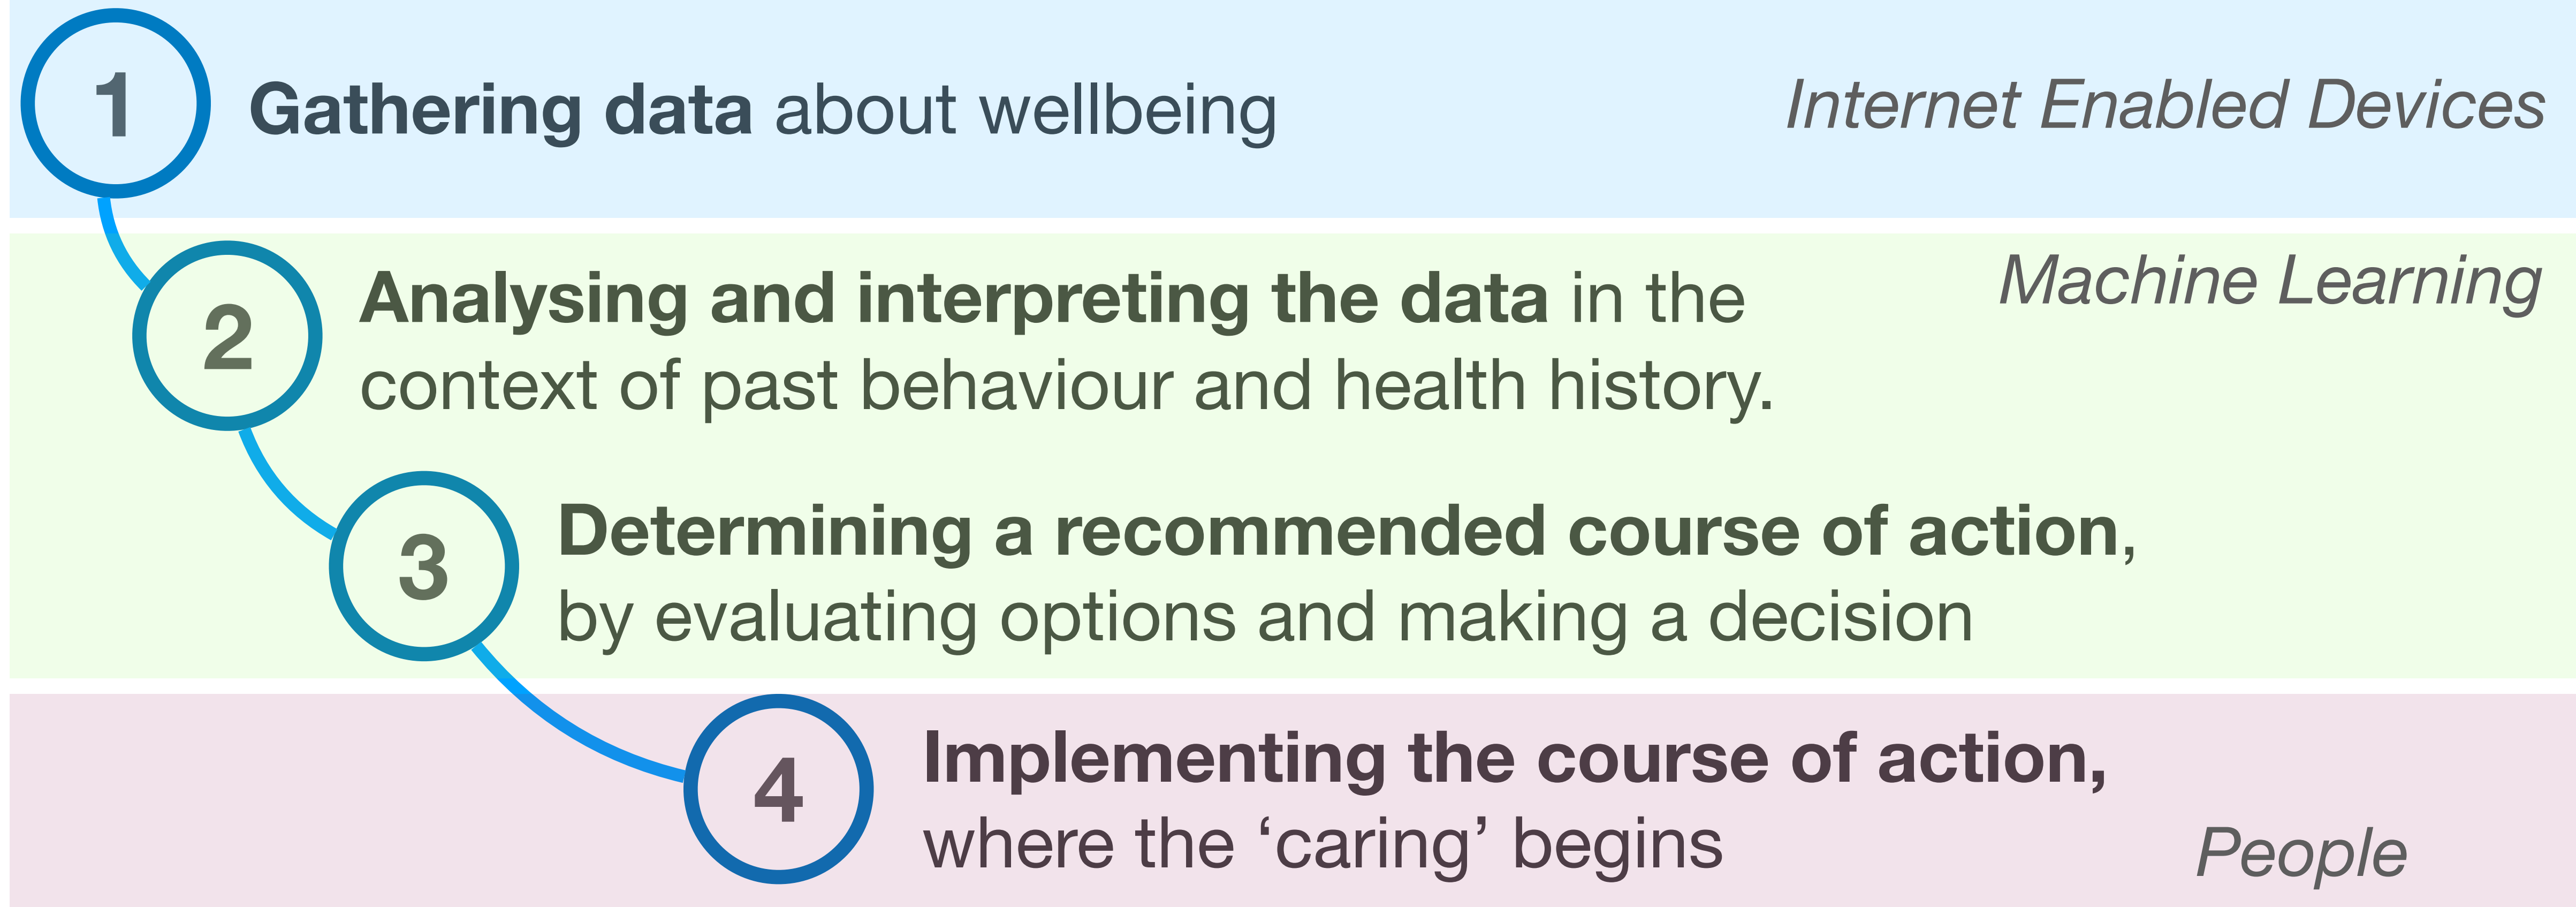 1
Gathering data about wellbeing
Internet Enabled Devices
Machine Learning
2
Analysing and interpreting the data in the
context of past behaviour and health history.
3
Determining a recommended course of action,
by evaluating options and making a decision
4
Implementing the course of action,
where the ‘caring’ begins
People